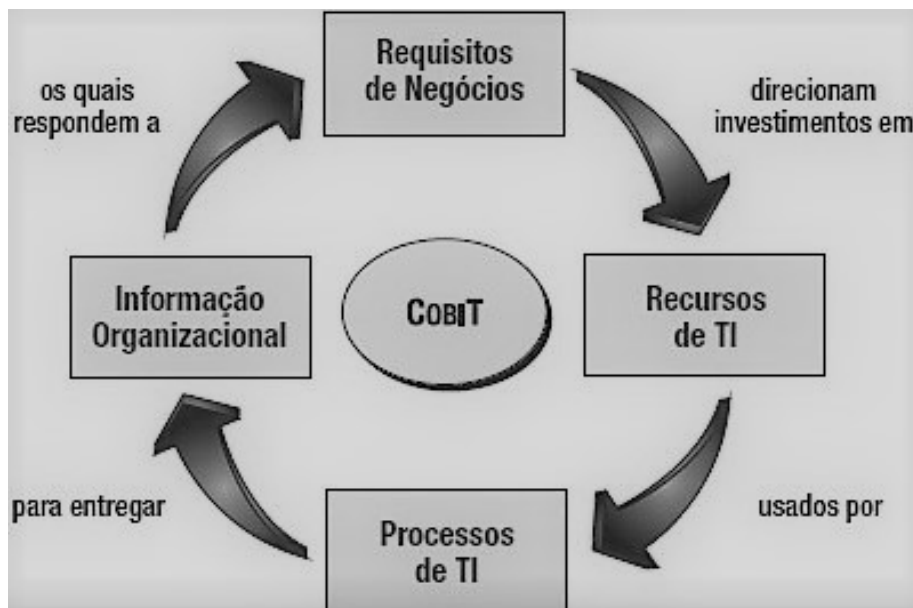 Requisitos
de Negócios
os quais
respondem a
direcionam
investimentos em
Informação
Organizacional
COBIT
Recursos
de TI
para entregar
Processos
de TI
usados por